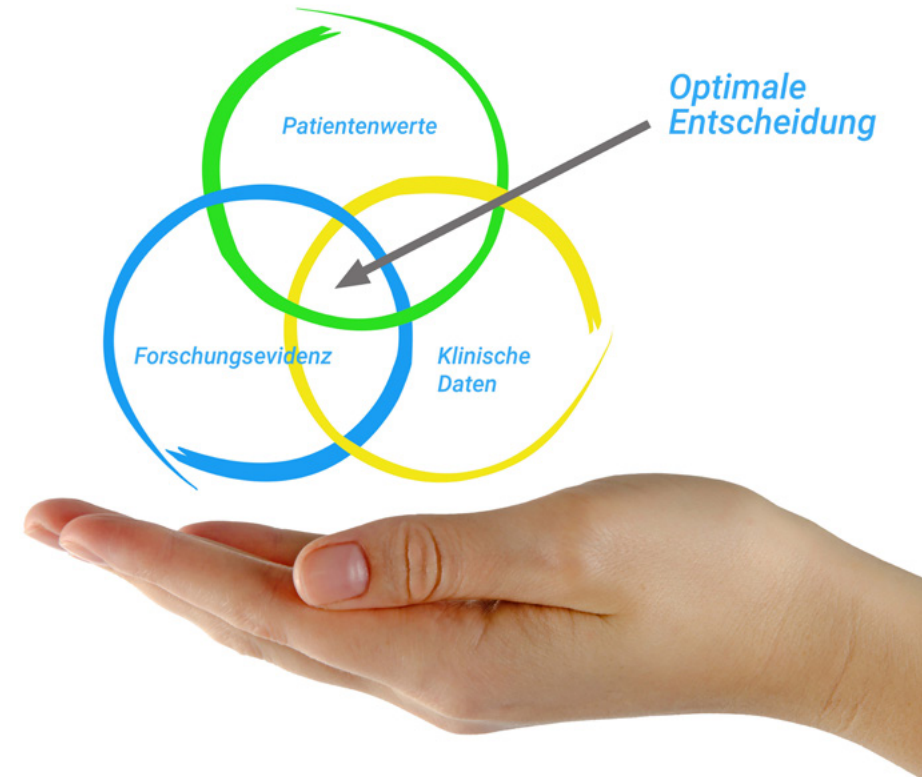 Patientenwerte
Optimale
Entscheidung
Forschungsevidenz
Klinische
Daten